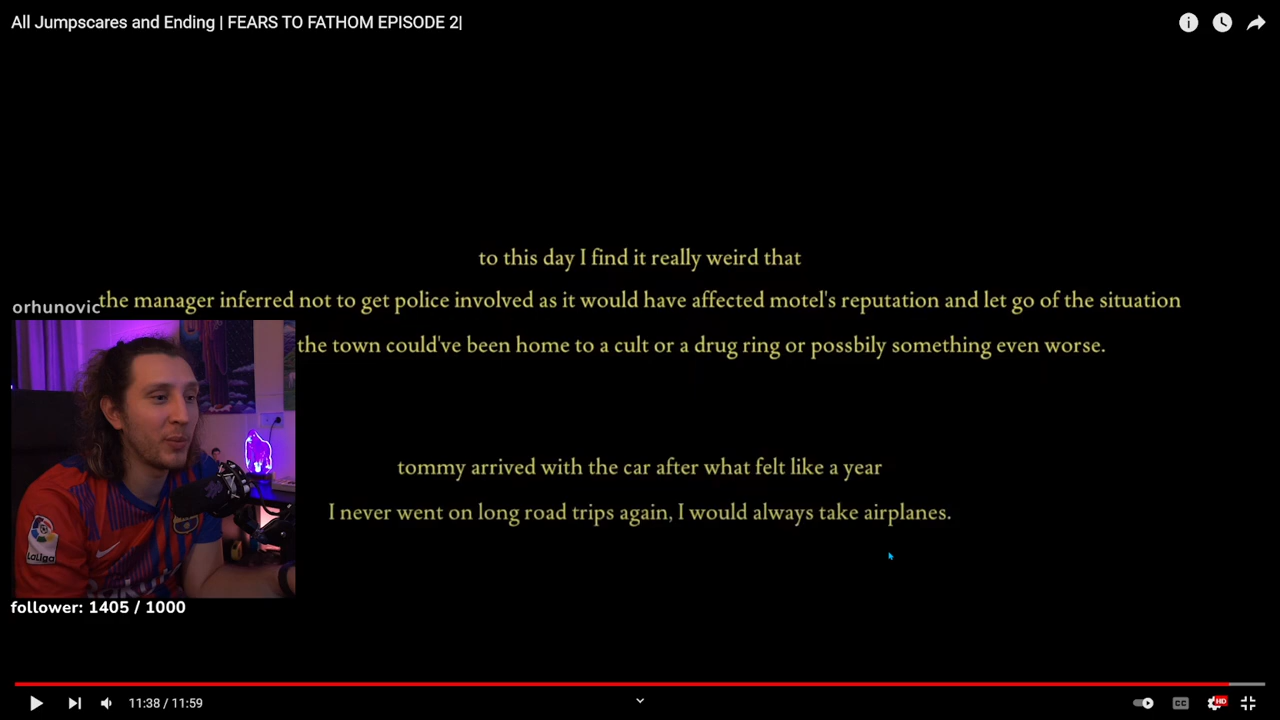 All Jumpscares and Ending | FEARS TO FATHOM EPISODE 2|
to this day I find it really weird that
the manager inferred not to get police involved as it would have affected motel's reputation and let go of the situation
the town could've been home to a cult or a drug ring or possbily something even worse.
tommy arrived with the car after what felt like a year
I never went on long road trips again, I would always take airplanes.
orhunovic
LALIGA
follower: 1405 / 1000
11:38 / 11:59
CC
HD